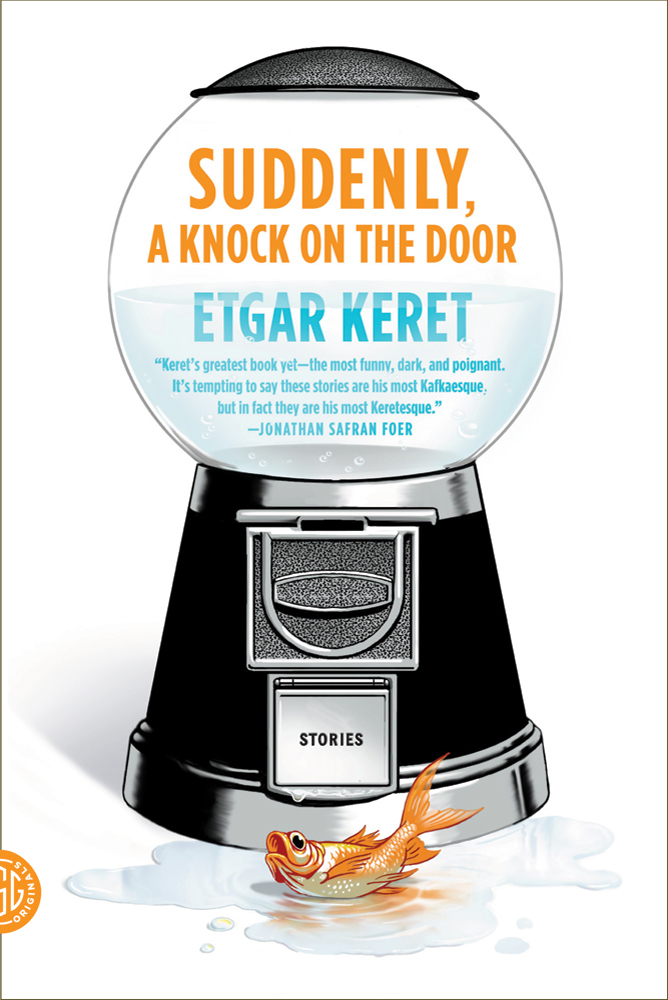 SUDDENLY,
A KNOCK ON THE DOOR
ETGAR KERET
“Keret’s greatest book yet—the most funny, dark, and poignant.
It’s tempting to say these stories are his most Kafkaesque,
but in fact they are his most Keretesque.”
—JONATHAN SAFRAN FOER
STORIES
ORIGINALS